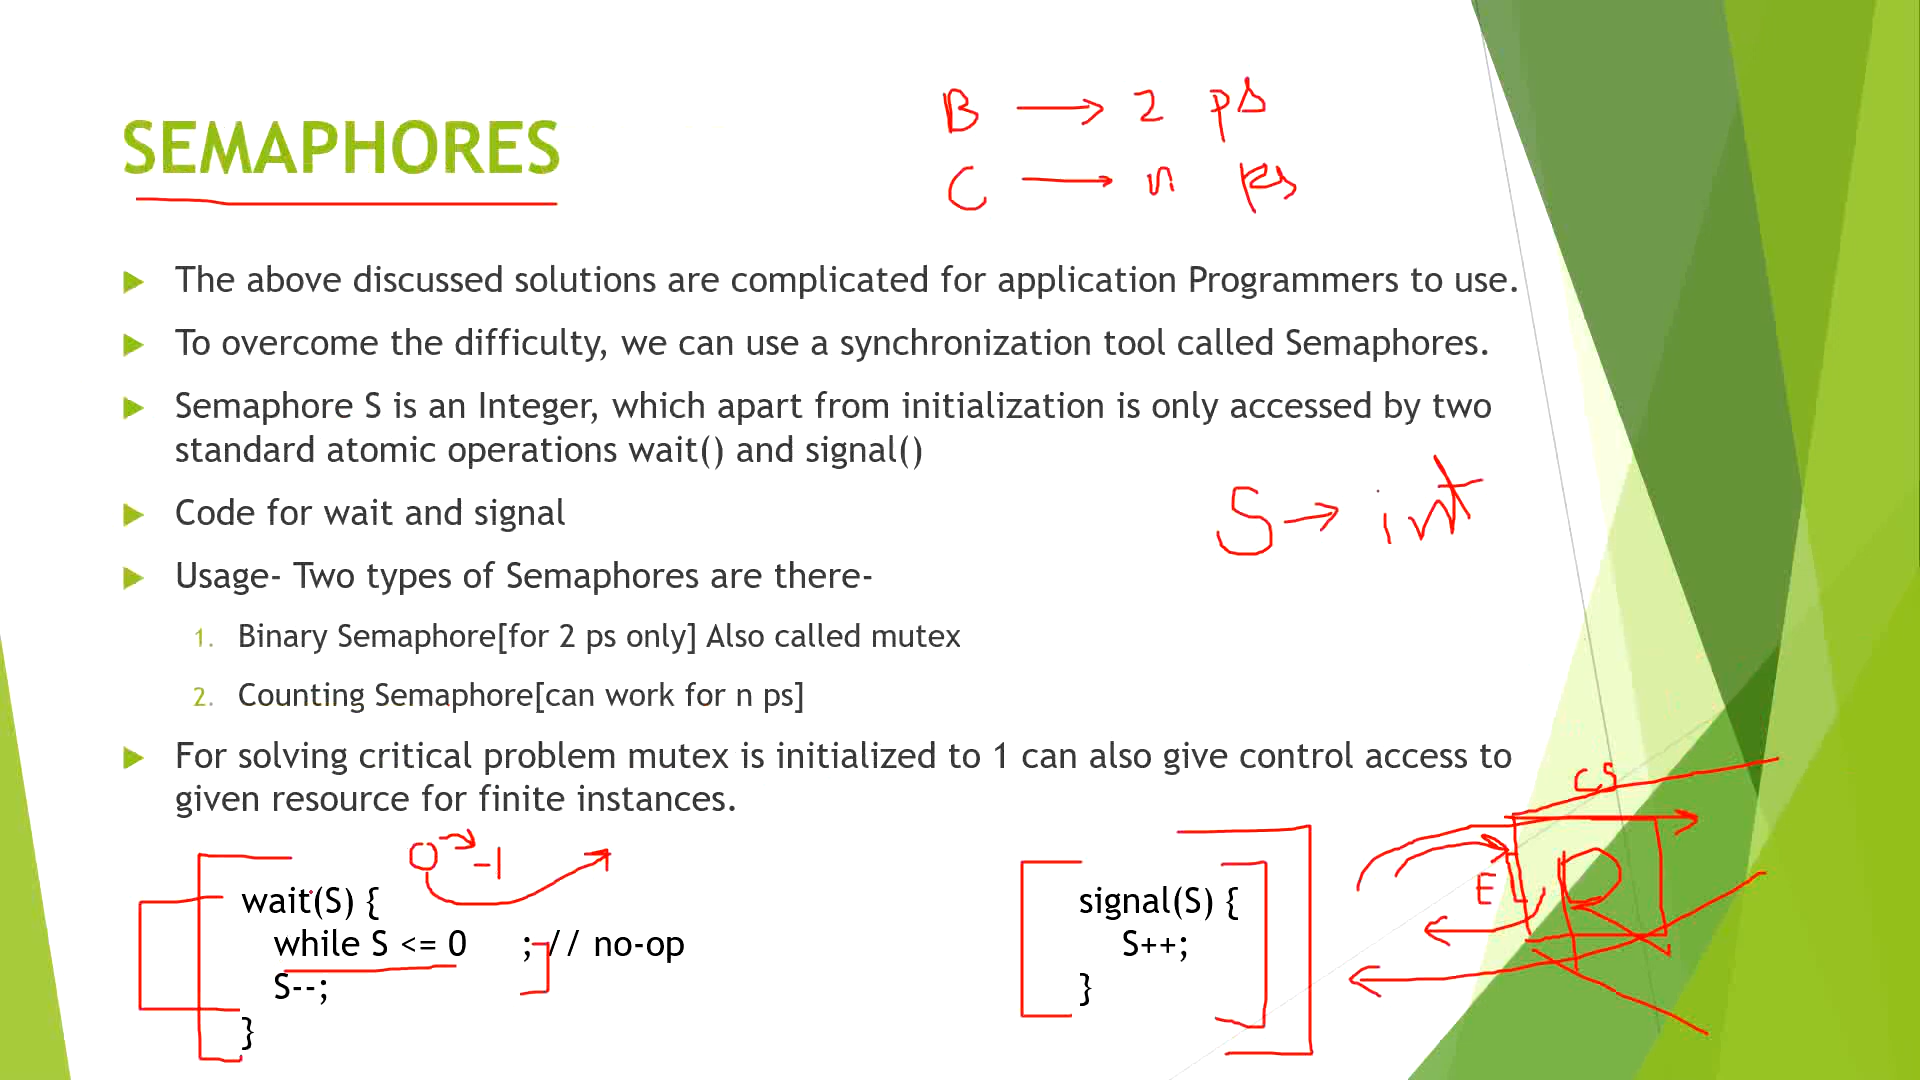 B → 2 ps
SEMAPHORES
C → n ps
The above discussed solutions are complicated for application Programmers to use.
To overcome the difficulty, we can use a synchronization tool called Semaphores.
Semaphore S is an Integer, which apart from initialization is only accessed by two
standard atomic operations wait() and signal()
S → int
Code for wait and signal
Usage- Two types of Semaphores are there-
1. Binary Semaphore[for 2 ps only] Also called mutex
2. Counting Semaphore[can work for n ps]
For solving critical problem mutex is initialized to 1 can also give control access to
given resource for finite instances.
CS
0 → -1
E
wait(S) {
while S <= 0 ; // no-op
S--;
}
signal(S) {
S++;
}